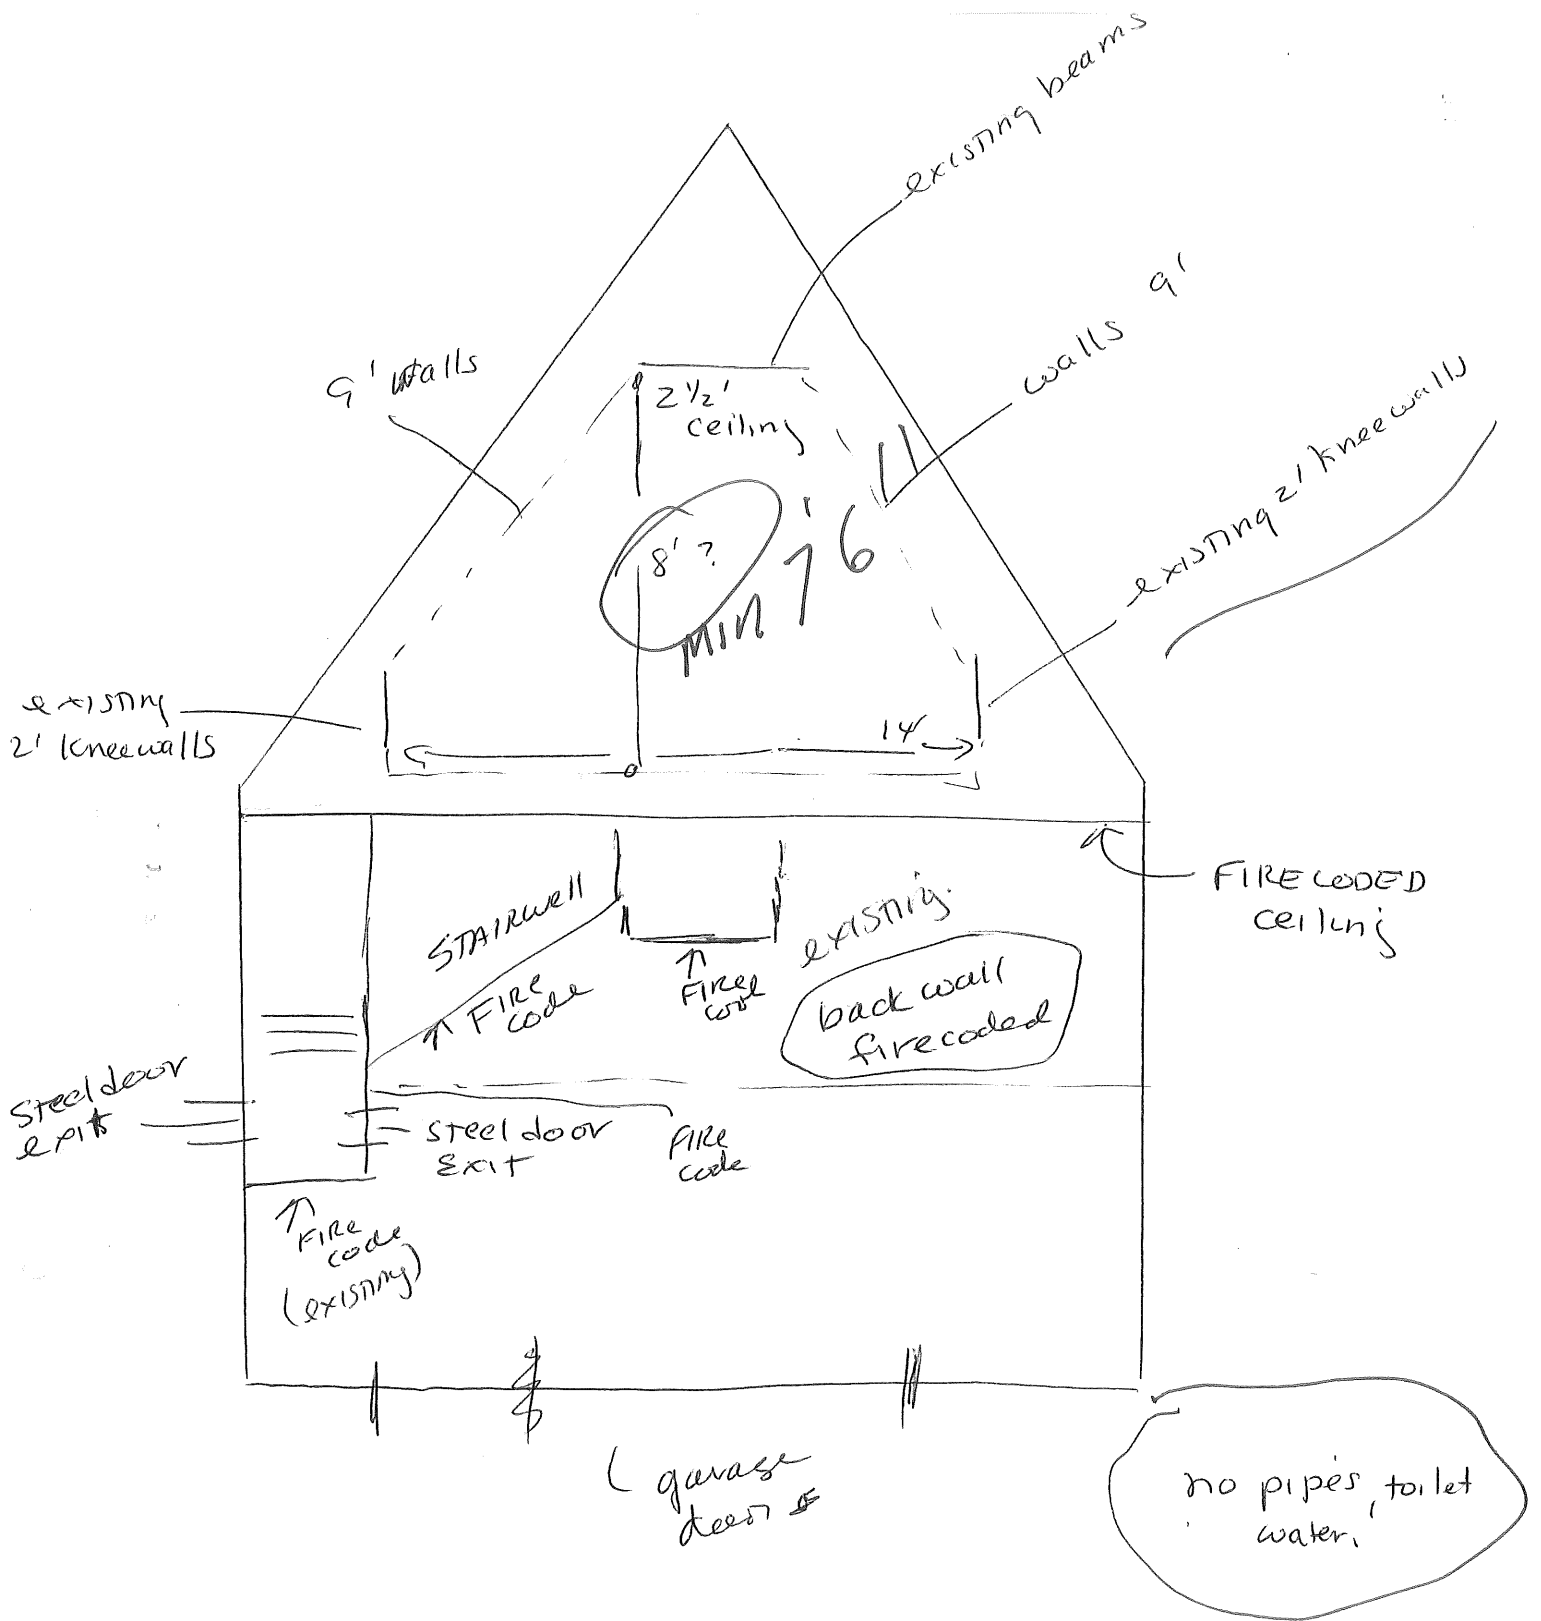 existing beams
walls 9'
9' walls
2 1/2'
ceiling
existing 2' kneewalls
8' ?
min 7' 6
existing
2' kneewalls
14'
FIRECODED
ceiling
STAIRWELL
existing
FIRE
code
FIRE
code
back wall
firecoded
steel door
exit
steel door
Exit
FIRE
code
FIRE
code
(existing)
garage
door
no pipes, toilet
water,